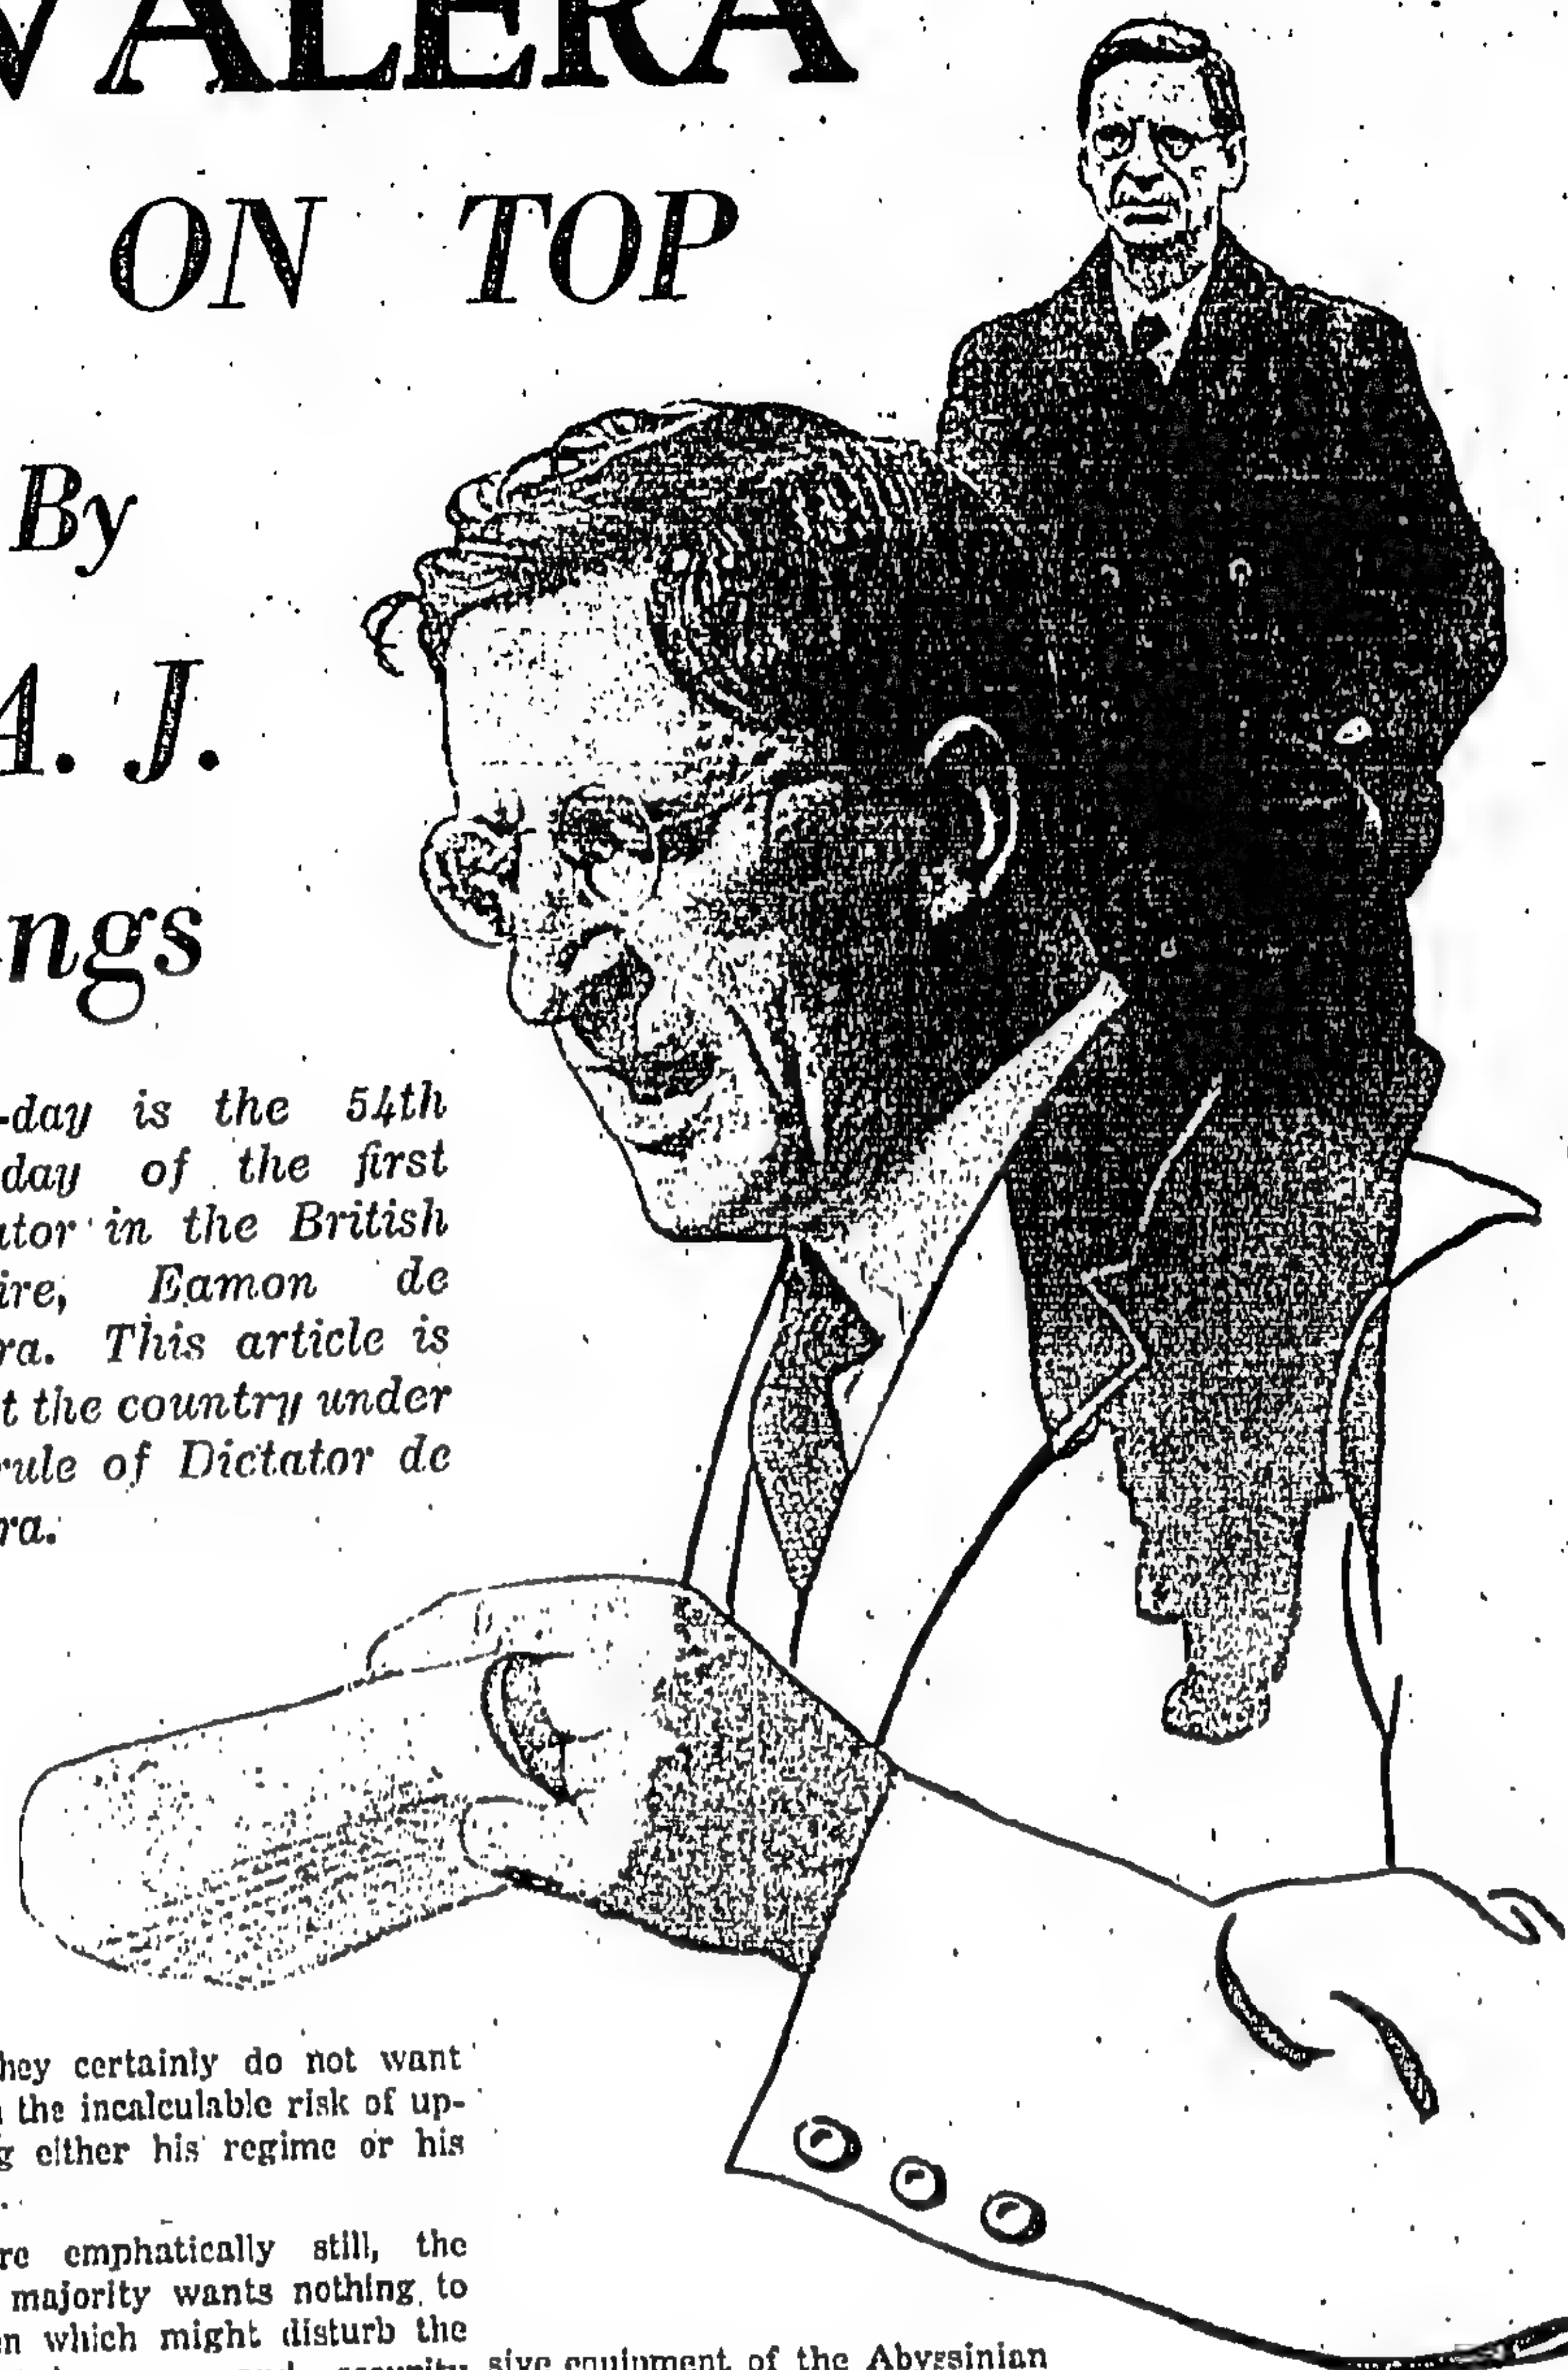 VALERA
ON TOP
By
A. J.
ngs
-day is the 54th
day of the first
ator in the British
ire, Eamon de
ra. This article is
t the country under
rule of Dictator de
ra.
hey certainly do not want
the incalculable risk of up-
g either his regime or his
re emphatically still, the
majority wants nothing to
en which might disturb the
and security
sive equipment of the Abyssinian